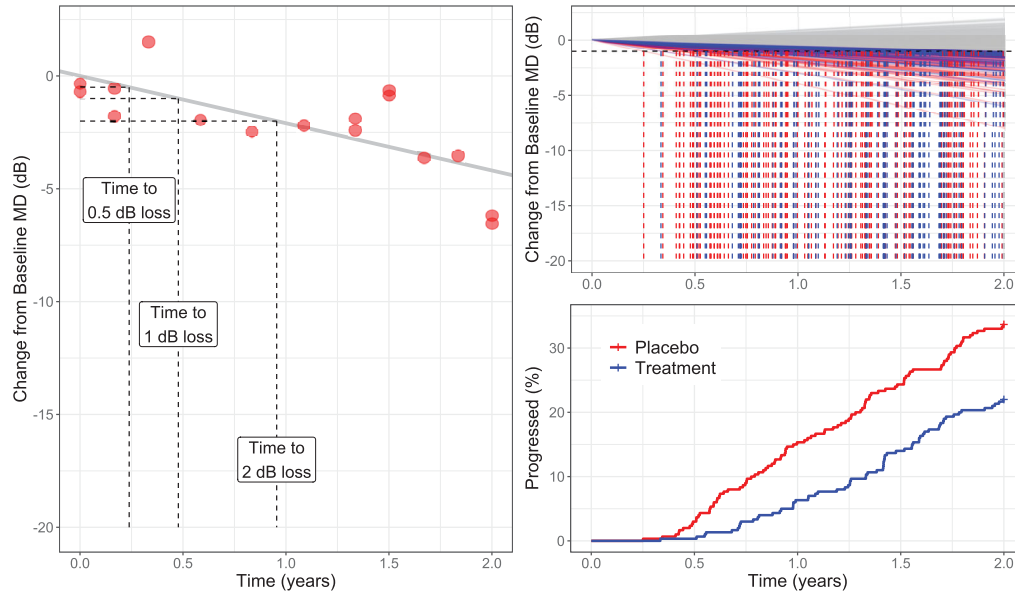 Change from Baseline MD (dB)
0
-5
-10
-15
-20
Time to
0.5 dB loss
Time to
1 dB loss
Time to
2 dB loss
0.0 0.5 1.0 1.5 2.0
Time (years)
Change from Baseline MD (dB)
0
-5
-10
-15
-20
0.0 0.5 1.0 1.5 2.0
Progressed (%)
30
20
10
0
Placebo
Treatment
0.0 0.5 1.0 1.5 2.0
Time (years)